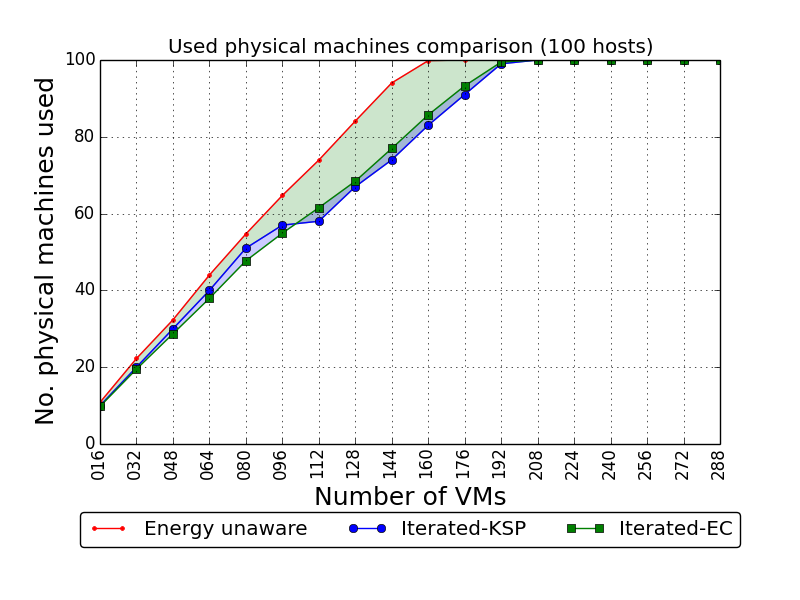 Used physical machines comparison (100 hosts)
No. physical machines used
100
80
60
40
20
0
016 032 048 064 080 096 112 128 144 160 176 192 208 224 240 256 272 288
Number of VMs
Energy unaware Iterated-KSP Iterated-EC